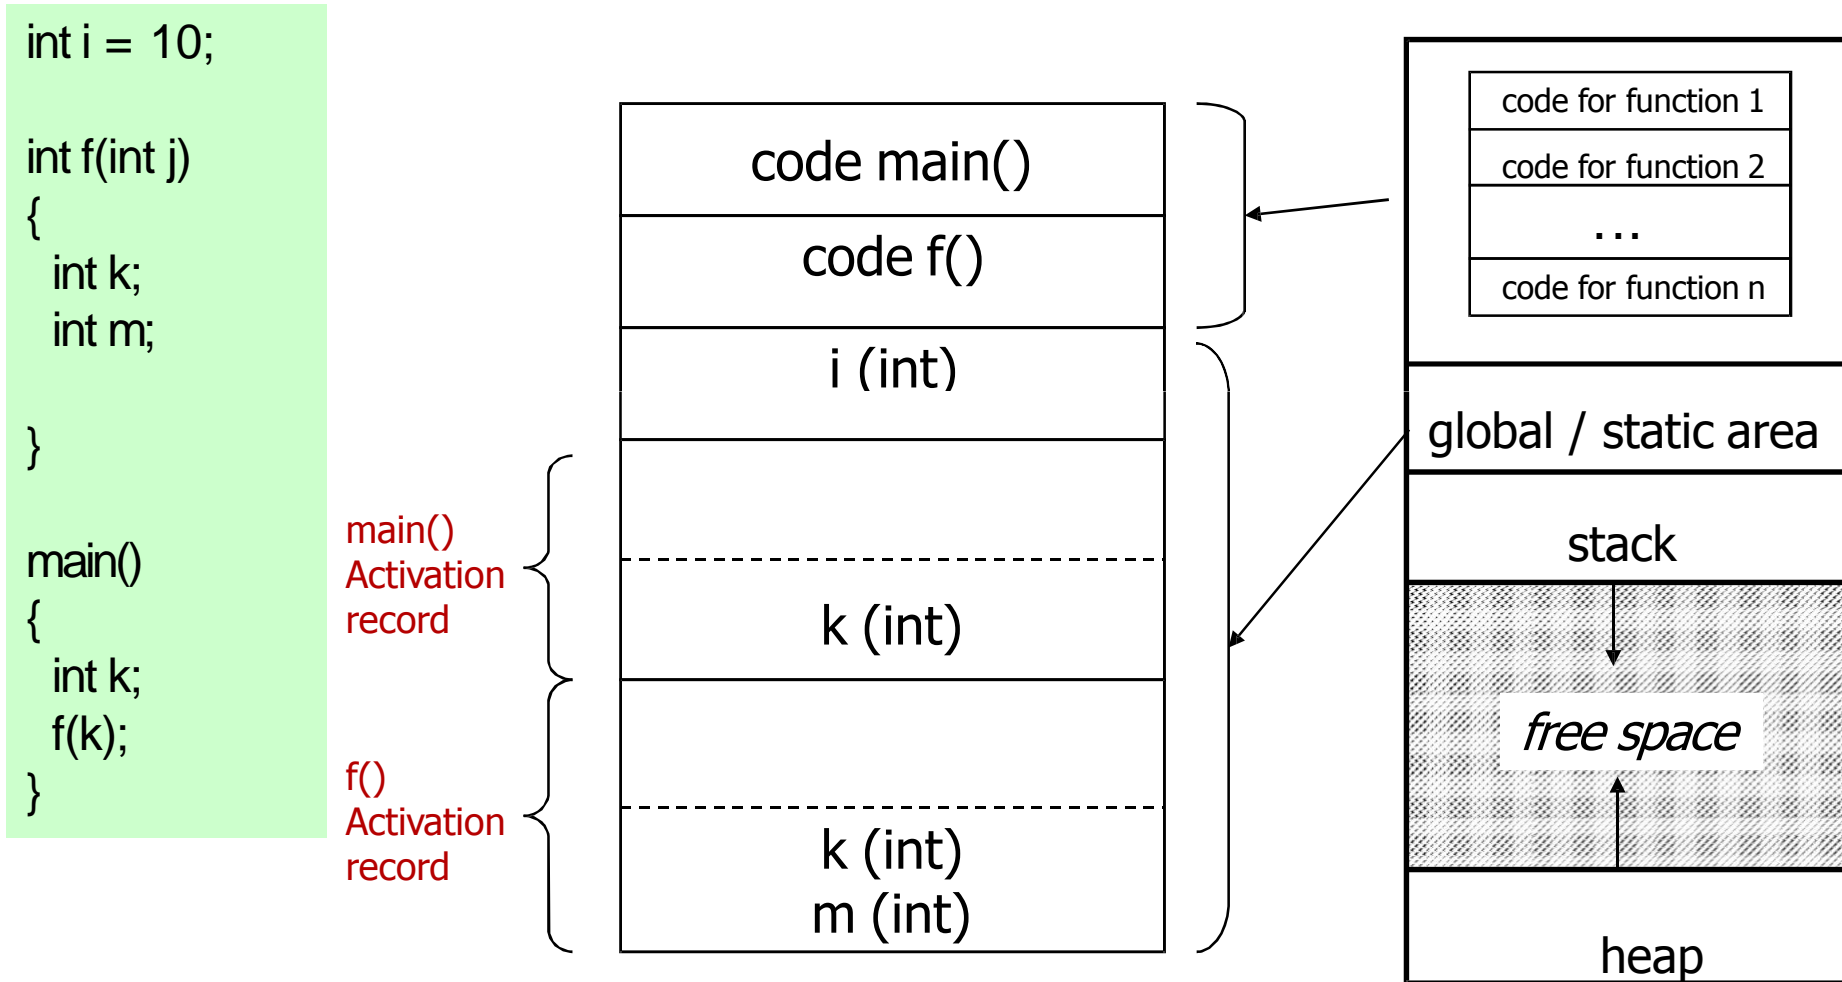 int i = 10;
int f(int j)
{
int k;
int m;
}
main()
{
int k;
f(k);
}
main()
Activation
record
f()
Activation
record
code main()
code f()
i (int)
k (int)
k (int)
m (int)
code for function 1
code for function 2
...
code for function n
global / static area
stack
free space
heap